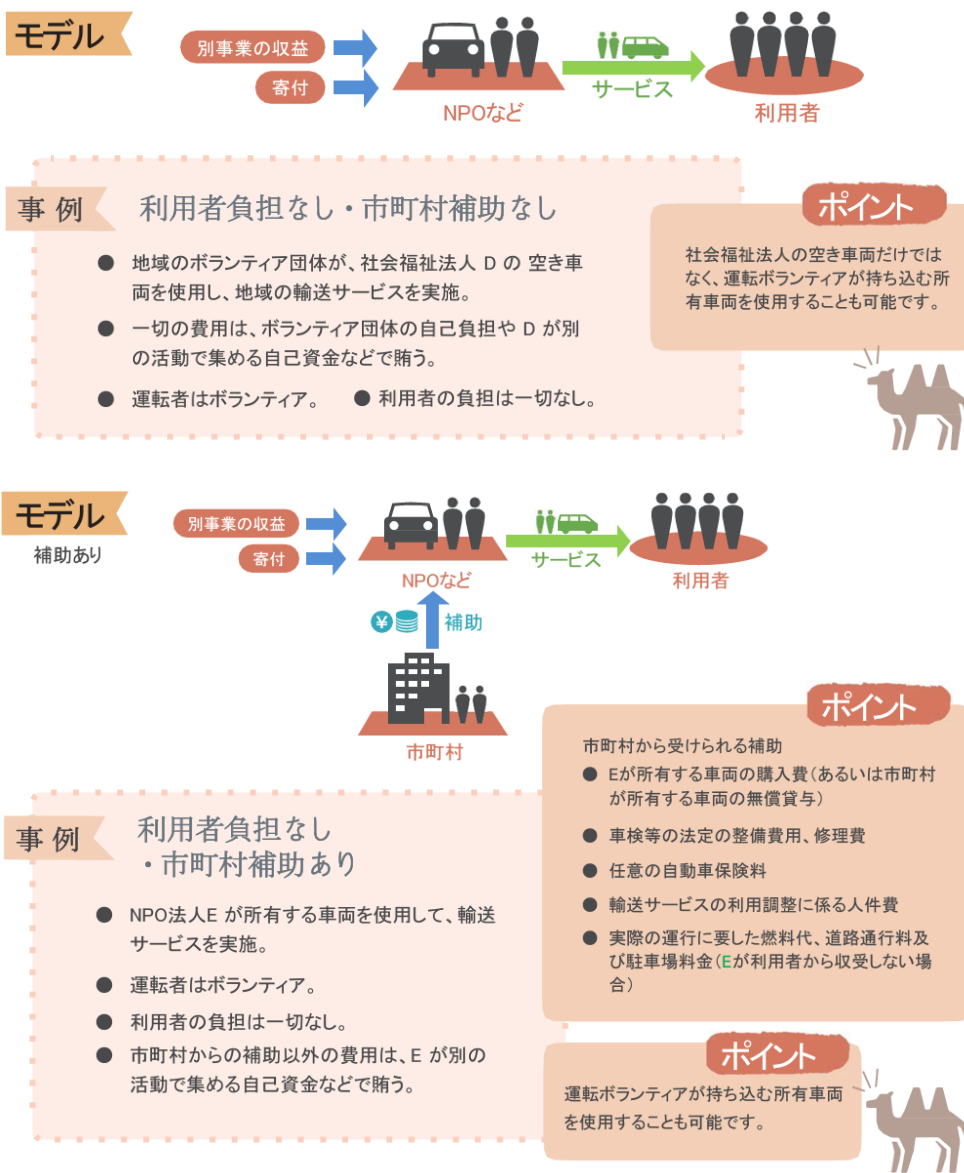 モデル
別事業の収益
寄付
NPOなど
サービス
利用者
事例
利用者負担なし・市町村補助なし
● 地域のボランティア団体が、社会福祉法人 D の 空き車
両を使用し、地域の輸送サービスを実施。
● 一切の費用は、ボランティア団体の自己負担や D が別
の活動で集める自己資金などで賄う。
● 運転者はボランティア。 ● 利用者の負担は一切なし。
ポイント
社会福祉法人の空き車両だけでは
なく、運転ボランティアが持ち込む所
有車両を使用することも可能です。
モデル
補助あり
別事業の収益
寄付
NPOなど
サービス
利用者
¥
補助
市町村
事例
利用者負担なし
・市町村補助あり
● NPO法人E が所有する車両を使用して、輸送
サービスを実施。
● 運転者はボランティア。
● 利用者の負担は一切なし。
● 市町村からの補助以外の費用は、E が別の
活動で集める自己資金などで賄う。
ポイント
市町村から受けられる補助
● Eが所有する車両の購入費(あるいは市町村
が所有する車両の無償貸与)
● 車検等の法定の整備費用、修理費
● 任意の自動車保険料
● 輸送サービスの利用調整に係る人件費
● 実際の運行に要した燃料代、道路通行料及
び駐車場料金(Eが利用者から収受しない場
合)
ポイント
運転ボランティアが持ち込む所有車両
を使用することも可能です。